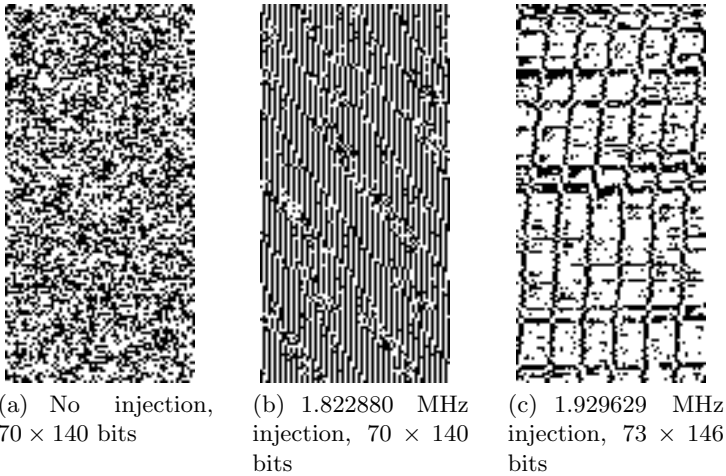 (a) No injection,
70 × 140 bits
(b) 1.822880 MHz
injection, 70 × 140
bits
(c) 1.929629 MHz
injection, 73 × 146
bits